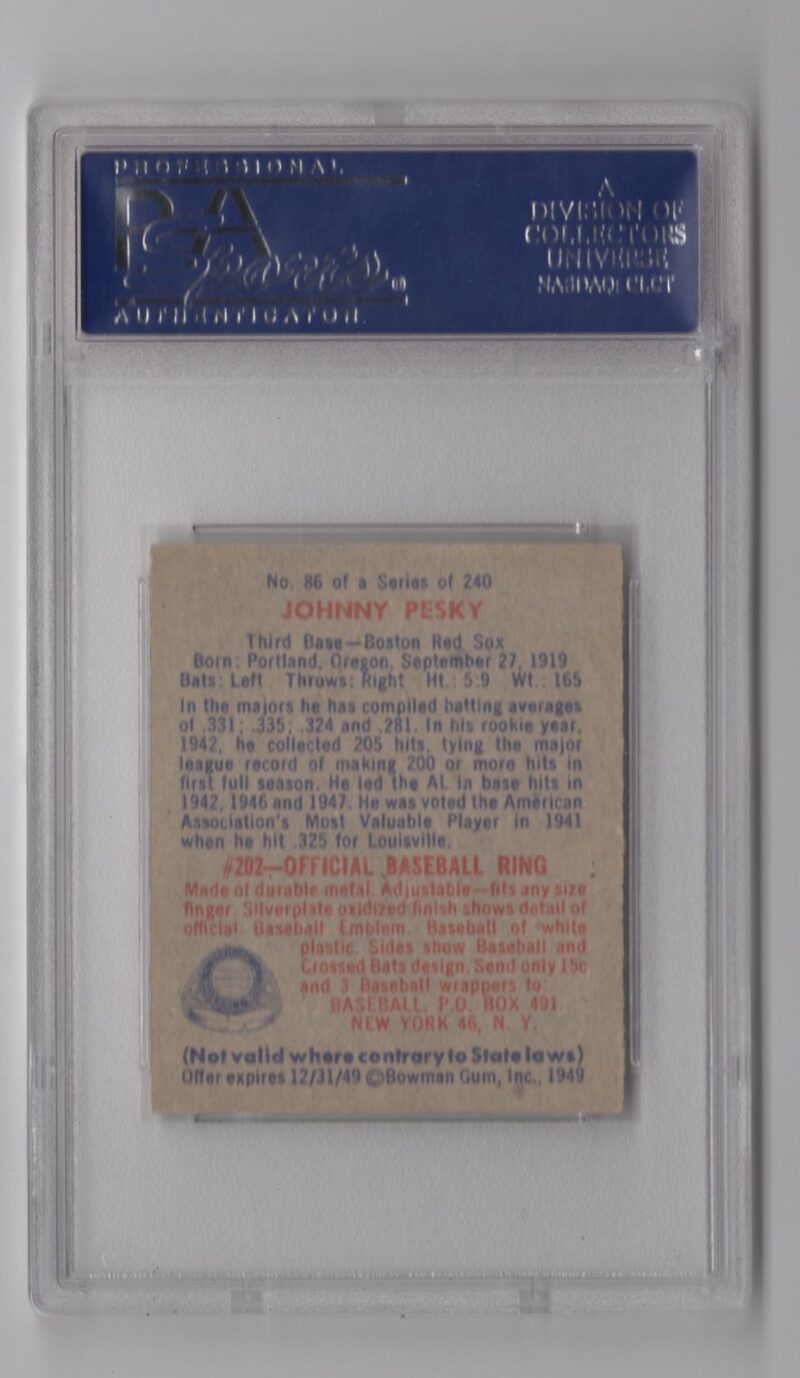 PROFESSIONAL
PSA
Sports ®
AUTHENTICATOR
A
DIVISION OF
COLLECTORS
UNIVERSE
NASDAQ: CLCT
No. 86 of a Series of 240
JOHNNY PESKY
Third Base—Boston Red Sox
Born: Portland, Oregon, September 27, 1919
Bats: Left Throws: Right Ht.: 5:9 Wt.: 165
In the majors he has compiled batting averages
of .331; .335; .324 and .281. In his rookie year,
1942, he collected 205 hits, tying the major
league record of making 200 or more hits in
first full season. He led the AL in base hits in
1942, 1946 and 1947. He was voted the American
Association's Most Valuable Player in 1941
when he hit .325 for Louisville.
#202—OFFICIAL BASEBALL RING
Made of durable metal. Adjustable—fits any size
finger. Silverplate oxidized finish shows detail of
official Baseball Emblem. Baseball of white
plastic. Sides show Baseball and
Crossed Bats design. Send only 15c
and 3 Baseball wrappers to:
BASEBALL, P.O. BOX 491
NEW YORK 46, N. Y.
(Not valid where contrary to State laws)
Offer expires 12/31/49 ©Bowman Gum, Inc., 1949